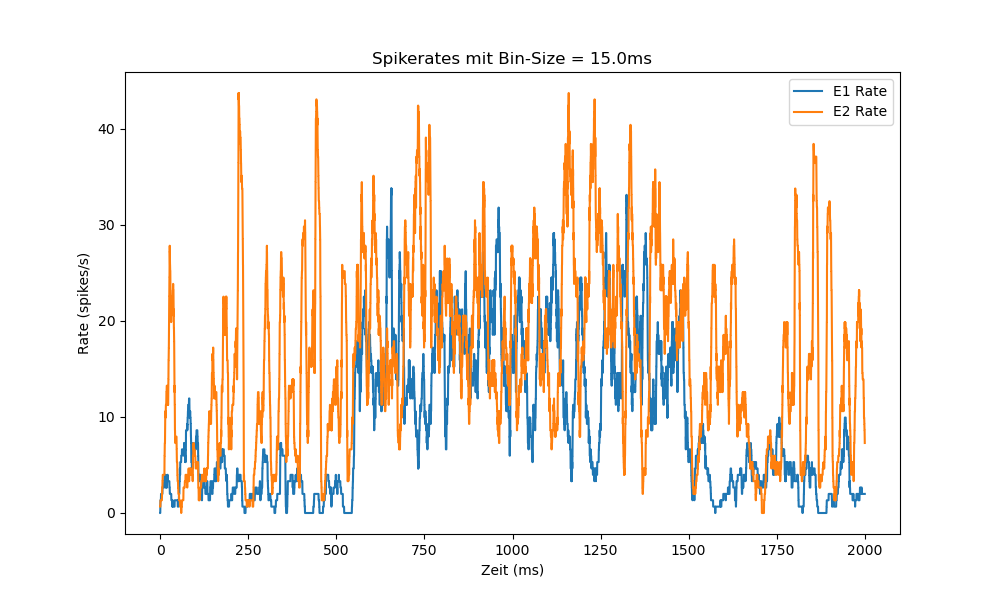 Spikerates mit Bin-Size = 15.0ms
E1 Rate
E2 Rate
40
30
20
10
0
Rate (spikes/s)
0 250 500 750 1000 1250 1500 1750 2000
Zeit (ms)